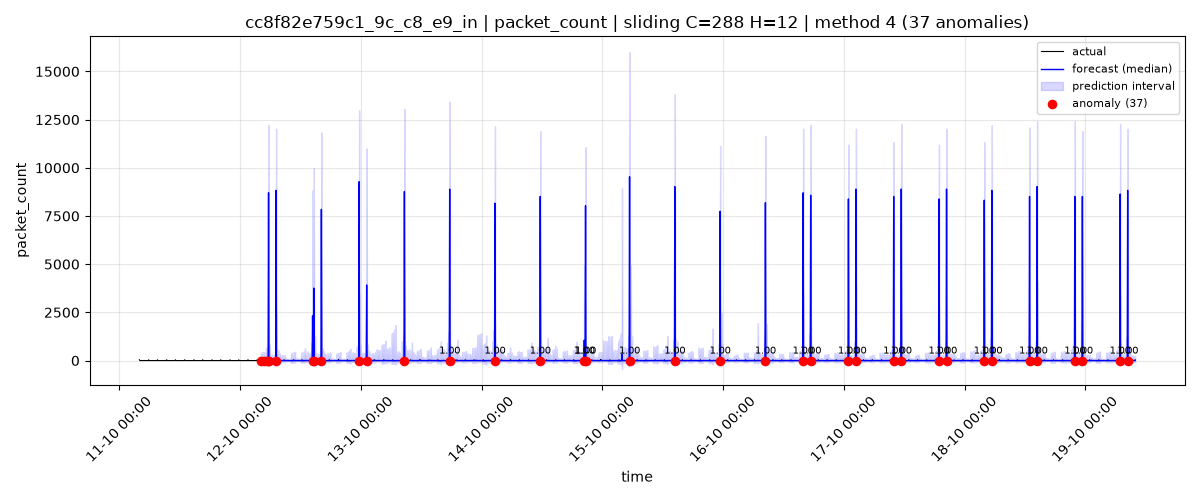 cc8f82e759c1_9c_c8_e9_in | packet_count | sliding C=288 H=12 | method 4 (37 anomalies)
actual
forecast (median)
prediction interval
anomaly (37)
packet_count
15000
12500
10000
7500
5000
2500
0
1.00 1.00 1.00 1.00 1.00 1.00 1.00
11-10 00:00
12-10 00:00
13-10 00:00
14-10 00:00
15-10 00:00
16-10 00:00
17-10 00:00
18-10 00:00
19-10 00:00
time